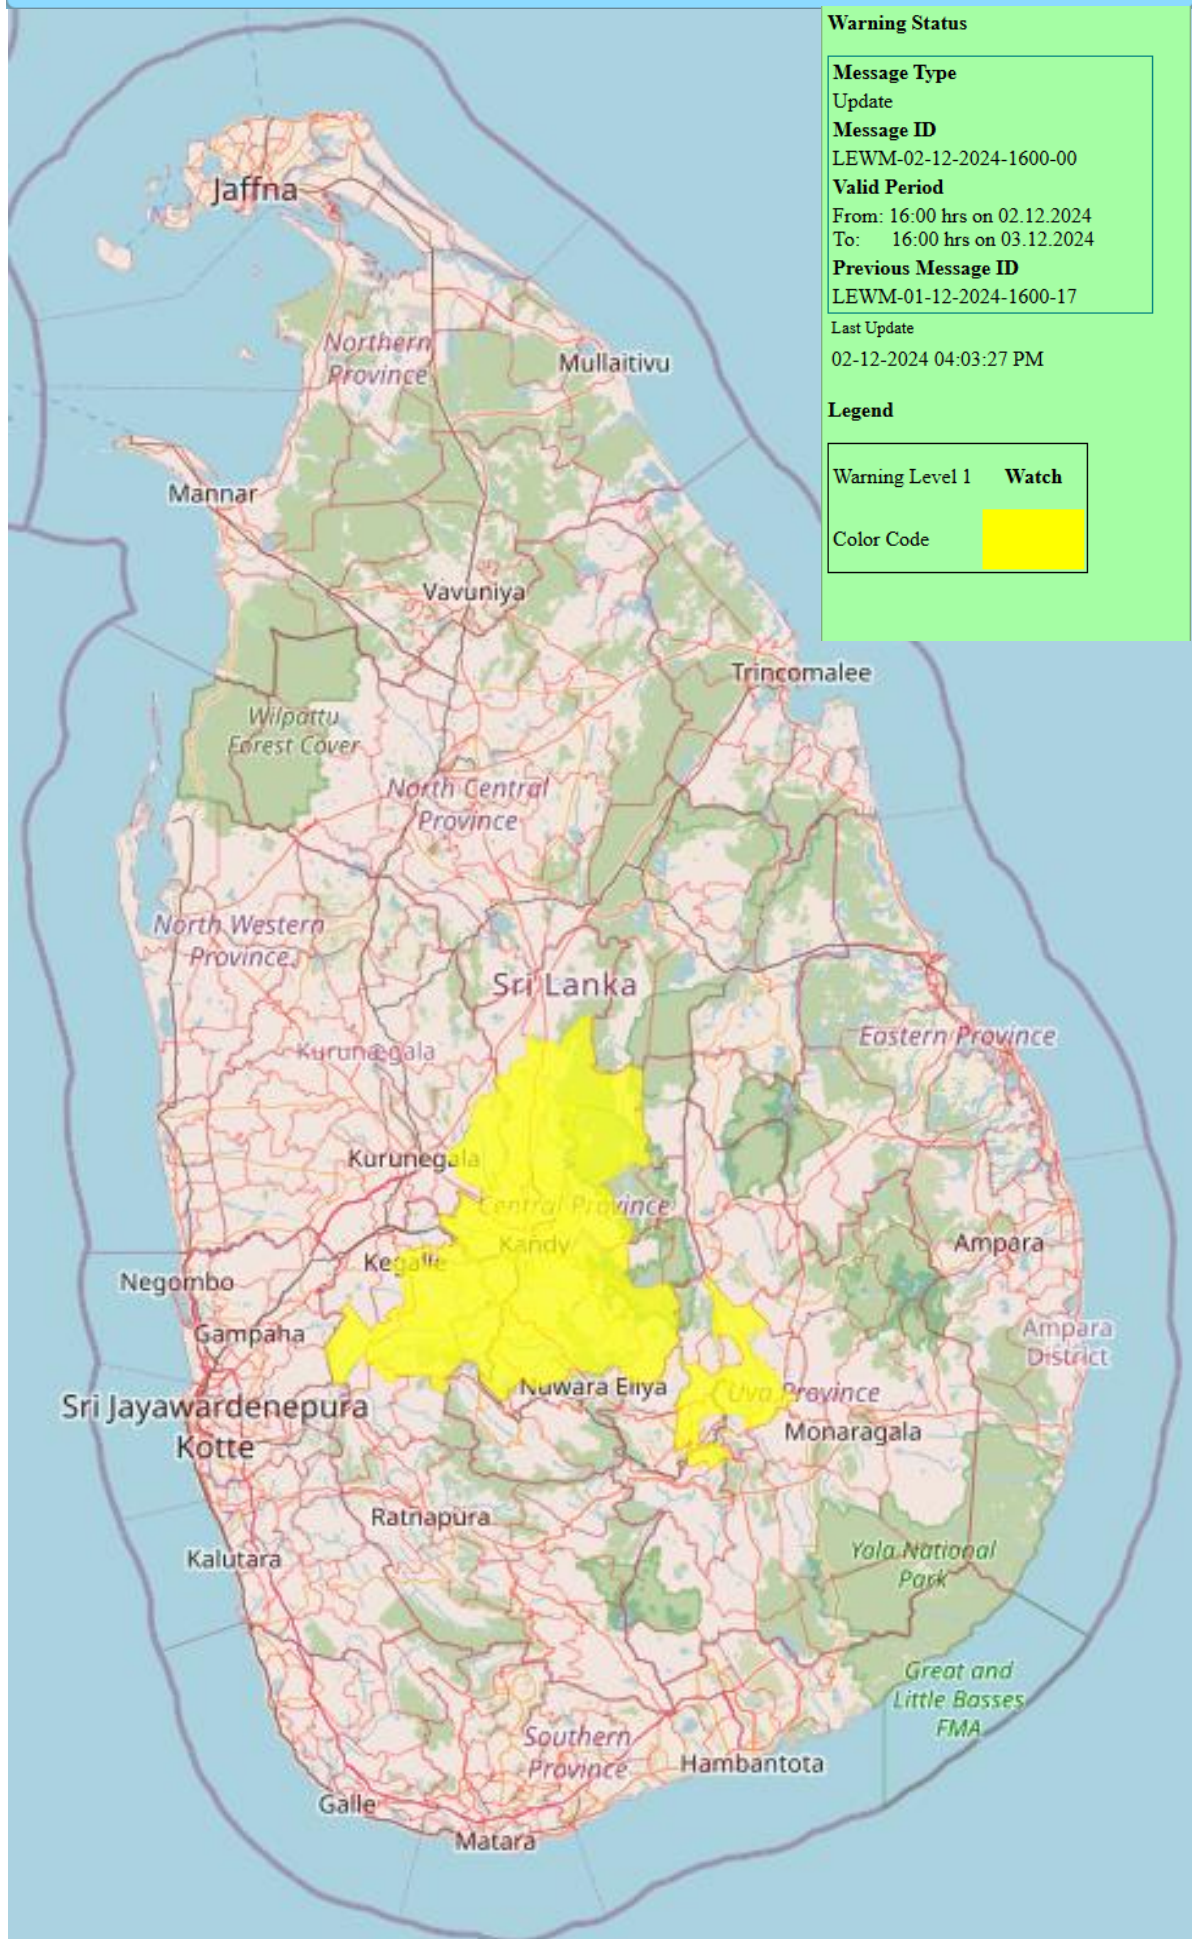 Warning Status
Message Type
Update
Message ID
LEWM-02-12-2024-1600-00
Valid Period
From: 16:00 hrs on 02.12.2024
To: 16:00 hrs on 03.12.2024
Previous Message ID
LEWM-01-12-2024-1600-17
Last Update
02-12-2024 04:03:27 PM
Legend
Warning Level 1 Watch
Color Code
Jaffna
Northern
Province
Mullaitivu
Mannar
Vavuniya
Trincomalee
Wilpattu
Forest Cover
North Central
Province
North Western
Province
Sri Lanka
Eastern Province
Kurunægala
Kurunegala
Central Province
Kandy
Kegalle
Ampara
Negombo
Gampaha
Ampara
District
Nuwara Eliya
Uva Province
Sri Jayawardenepura
Kotte
Monaragala
Ratnapura
Kalutara
Yala National
Park
Great and
Little Basses
FMA
Southern
Province
Hambantota
Galle
Matara